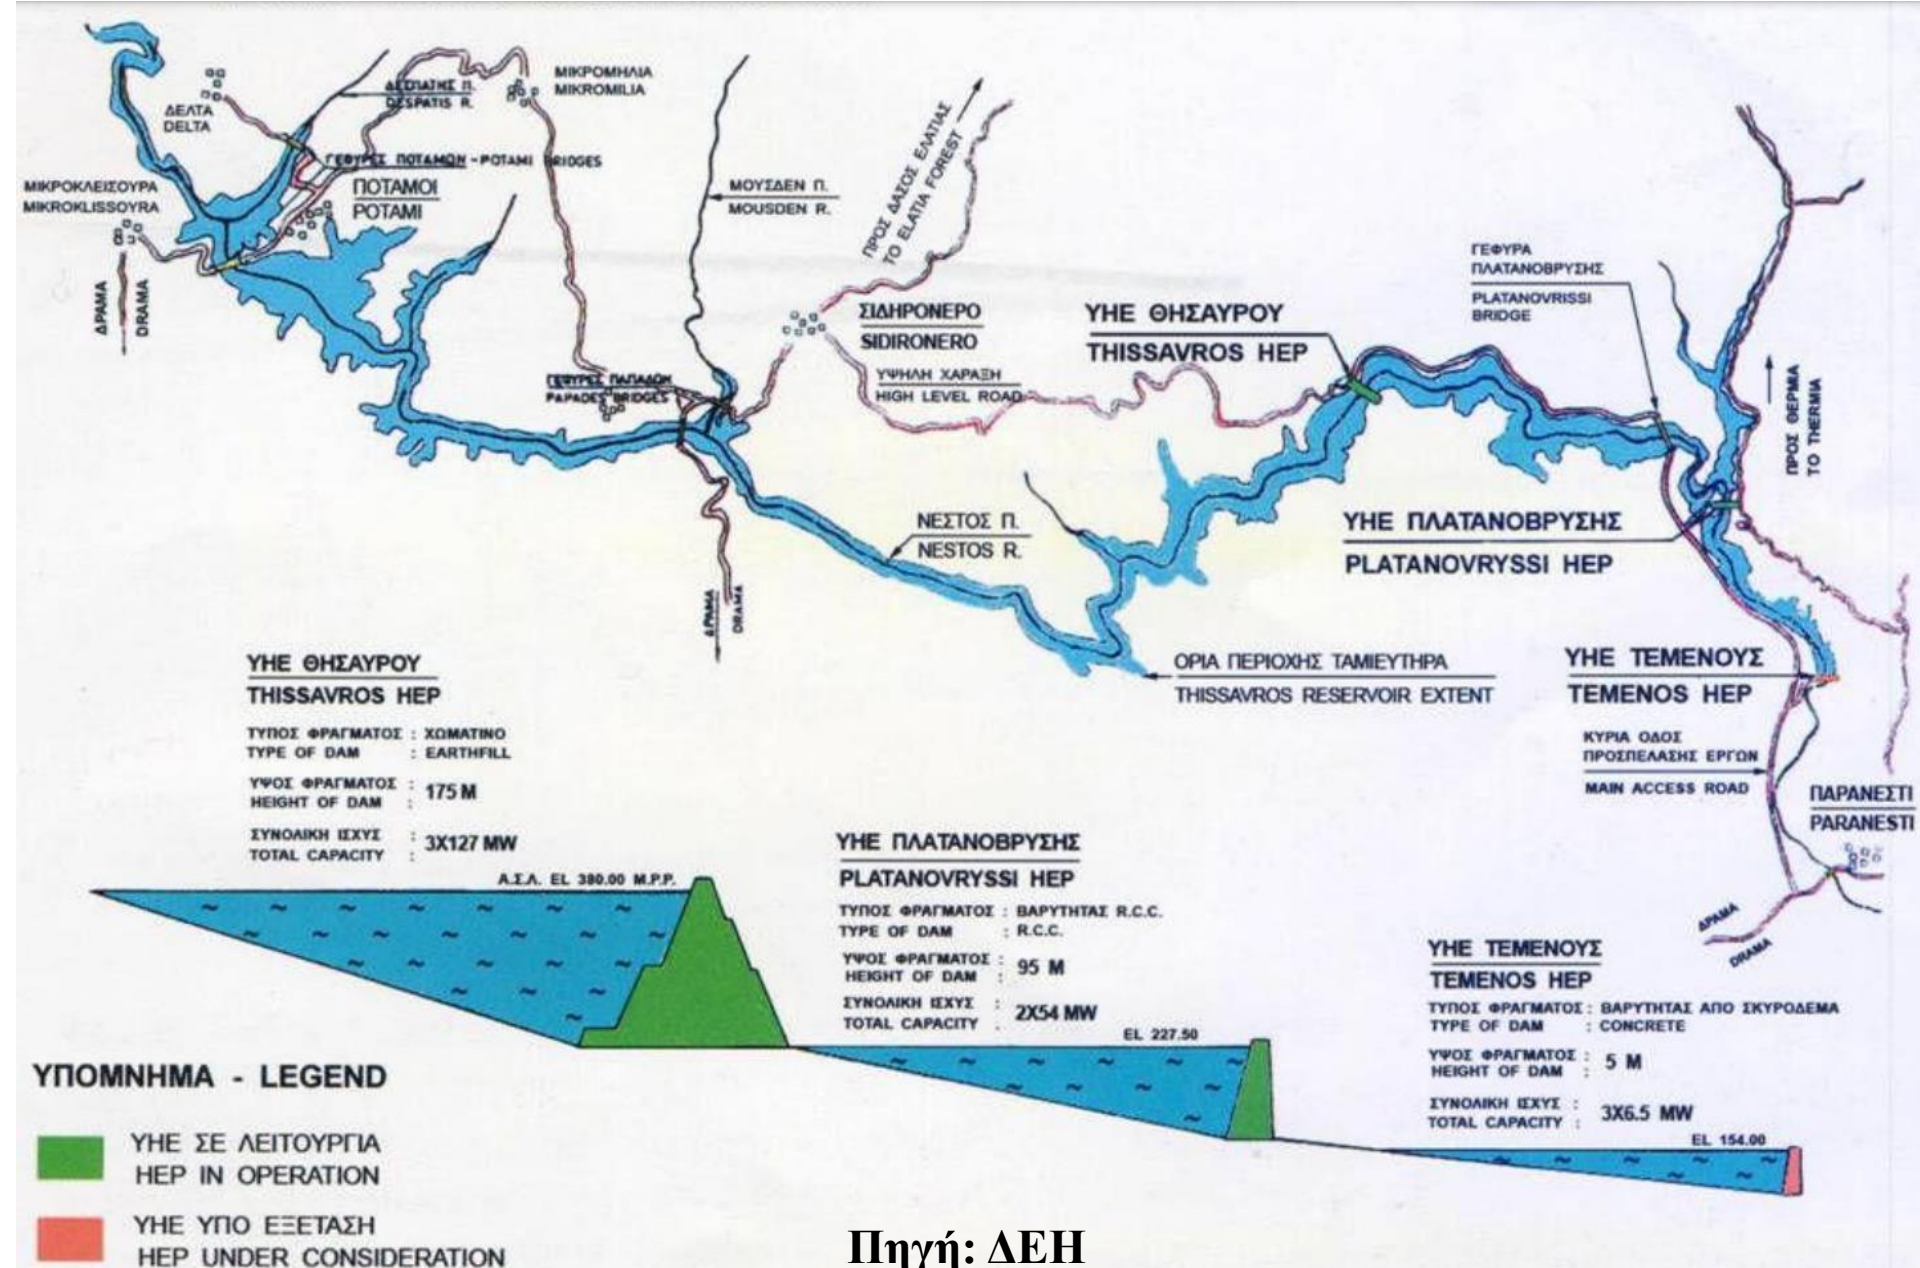 ΔΕΛΤΑ
DELTA
ΔΕΣΠΑΤΗΣ Π.
DESPATIS R.
ΜΙΚΡΟΜΗΛΙΑ
MIKROMILIA
ΓΕΦΥΡΕΣ ΠΟΤΑΜΩΝ - POTAMI BRIDGES
ΜΙΚΡΟΚΛΕΙΣΟΥΡΑ
MIKROKLISSOYRA
ΠΟΤΑΜΟΙ
POTAMI
ΔΡΑΜΑ
DRAMA
ΜΟΥΣΔΕΝ Π.
MOUSDEN R.
ΠΡΟΣ ΔΑΣΟΣ ΕΛΑΤΙΑΣ
TO ELATIA FOREST
ΣΙΔΗΡΟΝΕΡΟ
SIDIRONERO
ΥΨΗΛΗ ΧΑΡΑΞΗ
HIGH LEVEL ROAD
ΓΕΦΥΡΕΣ ΠΑΠΑΔΩΝ
PAPADES BRIDGES
ΥΗΕ ΘΗΣΑΥΡΟΥ
THISSAVROS HEP
ΓΕΦΥΡΑ
ΠΛΑΤΑΝΟΒΡΥΣΗΣ
PLATANOVRISSI
BRIDGE
ΠΡΟΣ ΘΕΡΜΙΑ
TO THERMIA
ΝΕΣΤΟΣ Π.
NESTOS R.
ΥΗΕ ΠΛΑΤΑΝΟΒΡΥΣΗΣ
PLATANOVRYSSI HEP
ΔΡΑΜΑ
DRAMA
ΟΡΙΑ ΠΕΡΙΟΧΗΣ ΤΑΜΙΕΥΤΗΡΑ
THISSAVROS RESERVOIR EXTENT
ΥΗΕ ΤΕΜΕΝΟΥΣ
TEMENOS HEP
ΚΥΡΙΑ ΟΔΟΣ
ΠΡΟΣΠΕΛΑΣΗΣ ΕΡΓΩΝ
MAIN ACCESS ROAD
ΠΑΡΑΝΕΣΤΙ
PARANESTI
ΔΡΑΜΑ
DRAMA
ΥΗΕ ΘΗΣΑΥΡΟΥ
THISSAVROS HEP
ΤΥΠΟΣ ΦΡΑΓΜΑΤΟΣ : ΧΩΜΑΤΙΝΟ
TYPE OF DAM : EARTHFILL
ΥΨΟΣ ΦΡΑΓΜΑΤΟΣ :
HEIGHT OF DAM : 175 M
ΣΥΝΟΛΙΚΗ ΙΣΧΥΣ :
TOTAL CAPACITY : 3X127 MW
Α.Σ.Λ. EL 380.00 Μ.Ρ.Ρ.
ΥΗΕ ΠΛΑΤΑΝΟΒΡΥΣΗΣ
PLATANOVRYSSI HEP
ΤΥΠΟΣ ΦΡΑΓΜΑΤΟΣ : ΒΑΡΥΤΗΤΑΣ R.C.C.
TYPE OF DAM : R.C.C.
ΥΨΟΣ ΦΡΑΓΜΑΤΟΣ :
HEIGHT OF DAM : 95 M
ΣΥΝΟΛΙΚΗ ΙΣΧΥΣ :
TOTAL CAPACITY : 2X54 MW
EL 227.50
ΥΗΕ ΤΕΜΕΝΟΥΣ
TEMENOS HEP
ΤΥΠΟΣ ΦΡΑΓΜΑΤΟΣ : ΒΑΡΥΤΗΤΑΣ ΑΠΟ ΣΚΥΡΟΔΕΜΑ
TYPE OF DAM : CONCRETE
ΥΨΟΣ ΦΡΑΓΜΑΤΟΣ :
HEIGHT OF DAM : 5 M
ΣΥΝΟΛΙΚΗ ΙΣΧΥΣ :
TOTAL CAPACITY : 3X6.5 MW
EL 154.00
ΥΠΟΜΝΗΜΑ - LEGEND
ΥΗΕ ΣΕ ΛΕΙΤΟΥΡΓΙΑ
HEP IN OPERATION
ΥΗΕ ΥΠΟ ΕΞΕΤΑΣΗ
HEP UNDER CONSIDERATION
Πηγή: ΔΕΗ